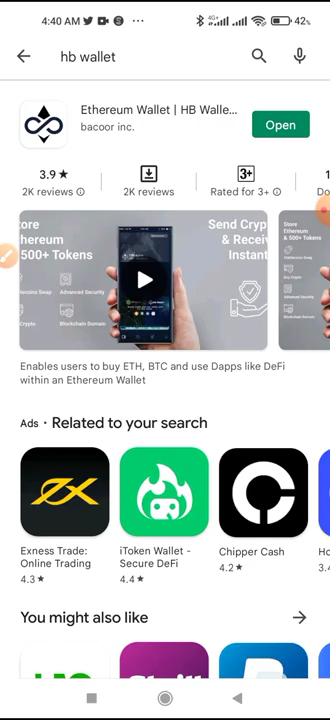 4:40 AM
4G+
42%
hb wallet
Ethereum Wallet | HB Walle...
bacoor inc.
Open
3.9★
3+
2K reviews
2K reviews
Rated for 3+
Do
tore
hereum
500+ Tokens
Send Cryp
& Receiv
Instant
Store
Ethereum
& 500+ Tokens
Advanced Security
Crypto
Blockchain Domain
Enables users to buy ETH, BTC and use Dapps like DeFi
within an Ethereum Wallet
Ads · Related to your search
Exness Trade:
Online Trading
4.3★
iToken Wallet -
Secure DeFi
4.4★
Chipper Cash
4.2★
Ho
3.4
You might also like